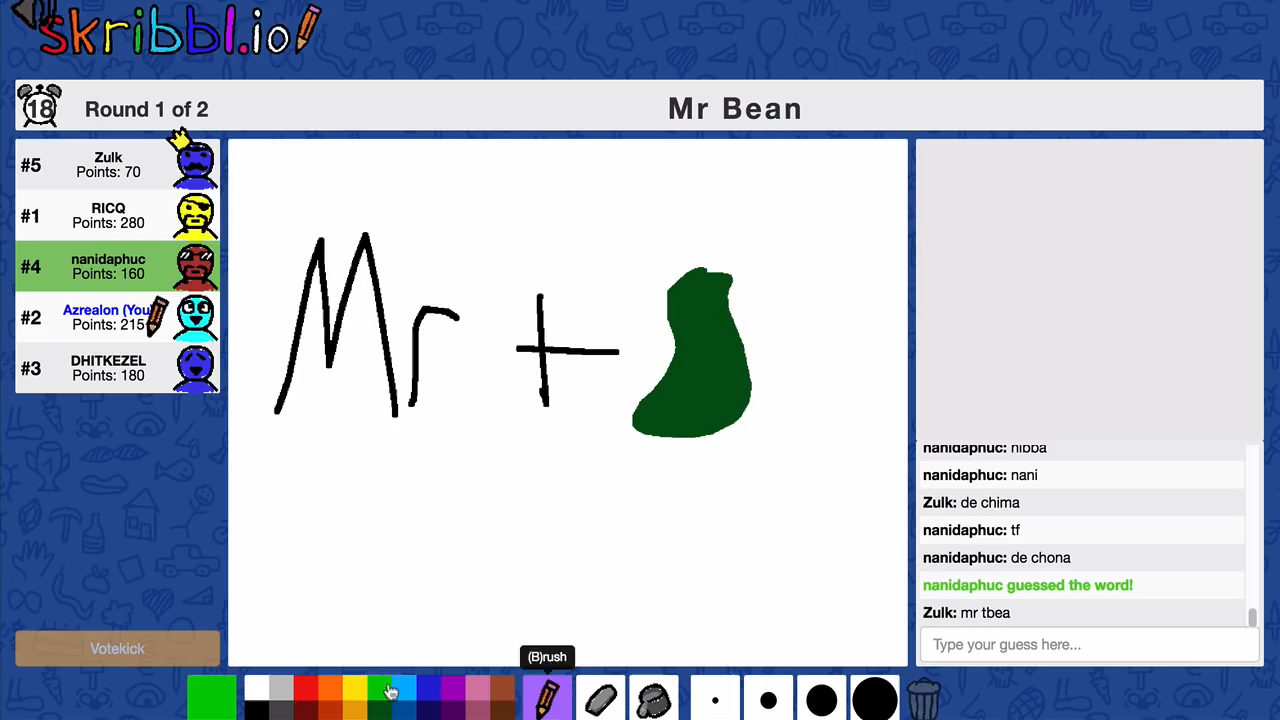 skribbl.io
18
Round 1 of 2
Mr Bean
#5
Zulk
Points: 70
#1
RICQ
Points: 280
#4
nanidaphuc
Points: 160
#2
Azrealon (You
Points: 215
#3
DHITKEZEL
Points: 180
Mr +
nanidaphuc: nibba
nanidaphuc: nani
Zulk: de chima
nanidaphuc: tf
nanidaphuc: de chona
nanidaphuc guessed the word!
Zulk: mr tbea
Type your guess here...
Votekick
(B)rush